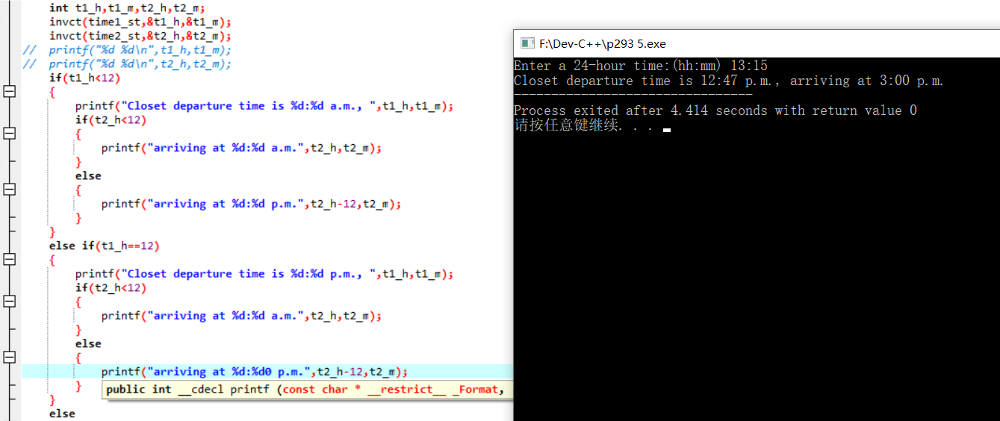 int t1_h,t1_m,t2_h,t2_m;
invct(time1_st,&t1_h,&t1_m);
invct(time2_st,&t2_h,&t2_m);
//  printf("%d %d\n",t1_h,t1_m);
//  printf("%d %d\n",t2_h,t2_m);
if(t1_h<12)
{
printf("Closet departure time is %d:%d a.m., ",t1_h,t1_m);
if(t2_h<12)
{
printf("arriving at %d:%d a.m.",t2_h,t2_m);
}
else
{
printf("arriving at %d:%d p.m.",t2_h-12,t2_m);
}
}
else if(t1_h==12)
{
printf("Closet departure time is %d:%d p.m., ",t1_h,t1_m);
if(t2_h<12)
{
printf("arriving at %d:%d a.m.",t2_h,t2_m);
}
else
{
printf("arriving at %d:%d0 p.m.",t2_h-12,t2_m);
}
public int __cdecl printf (const char * __restrict__ _Format,
}
else
F:\Dev-C++\p293 5.exe
Enter a 24-hour time:(hh:mm) 13:15
Closet departure time is 12:47 p.m., arriving at 3:00 p.m.
--------------------------------
Process exited after 4.414 seconds with return value 0
请按任意键继续. . .